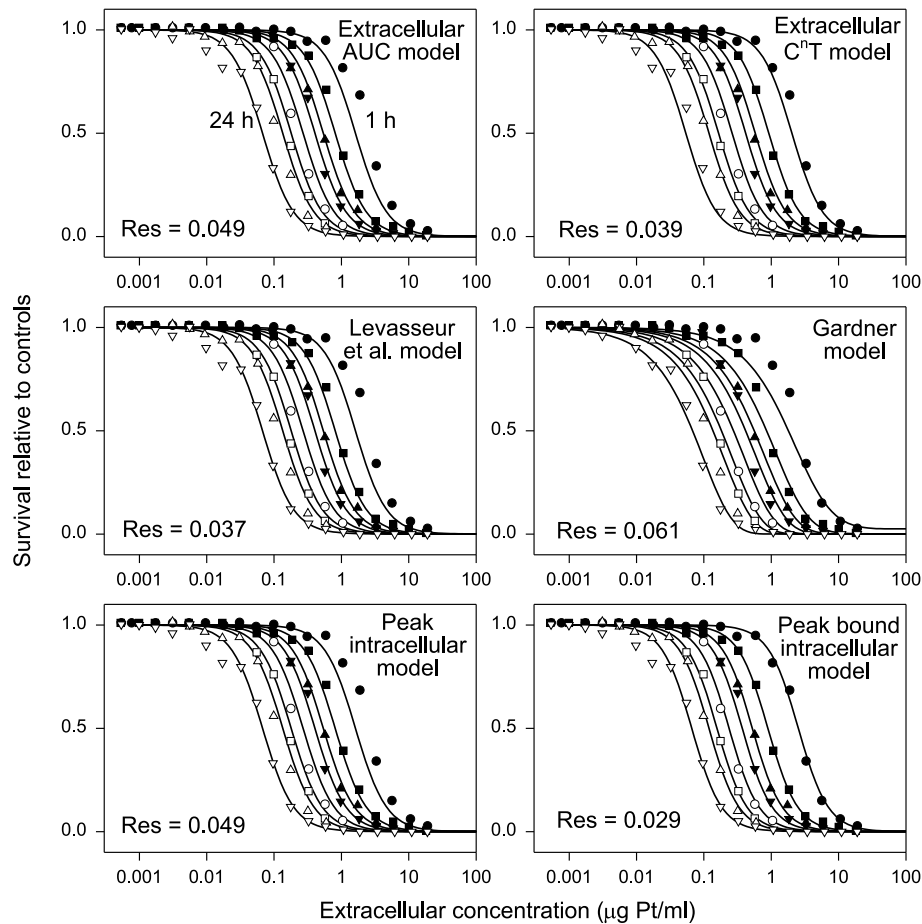 Survival relative to controls
1.0
0.5
0.0
Extracellular
AUC model
24 h
1 h
Res = 0.049
0.001
0.01
0.1
1
10
100
1.0
0.5
0.0
Extracellular
CⁿT model
Res = 0.039
0.001
0.01
0.1
1
10
100
1.0
0.5
0.0
Levasseur
et al. model
Res = 0.037
0.001
0.01
0.1
1
10
100
1.0
0.5
0.0
Gardner
model
Res = 0.061
0.001
0.01
0.1
1
10
100
1.0
0.5
0.0
Peak
intracellular
model
Res = 0.049
0.001
0.01
0.1
1
10
100
1.0
0.5
0.0
Peak bound
intracellular
model
Res = 0.029
0.001
0.01
0.1
1
10
100
Extracellular concentration (μg Pt/ml)